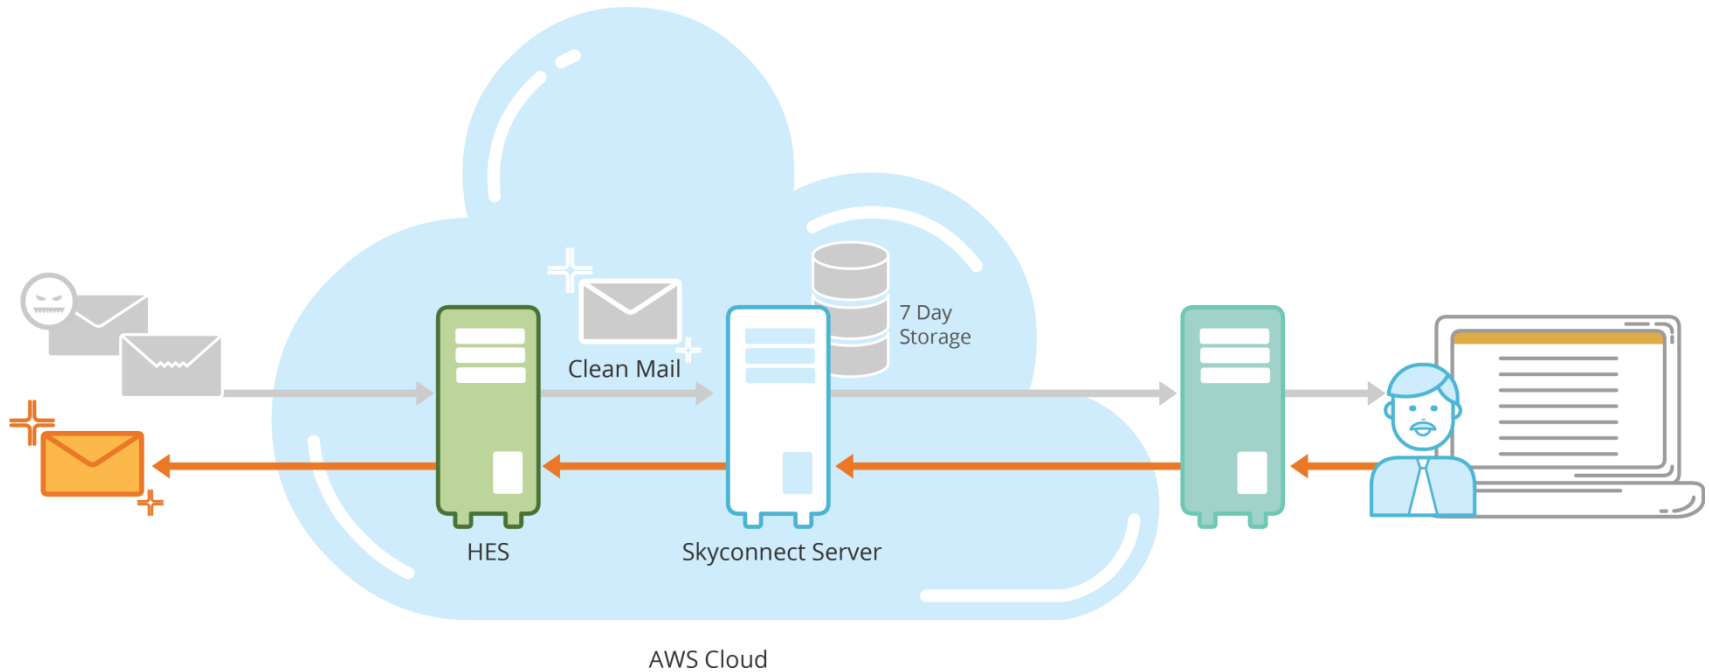 7 Day
Storage
Clean Mail
HES
Skyconnect Server
AWS Cloud